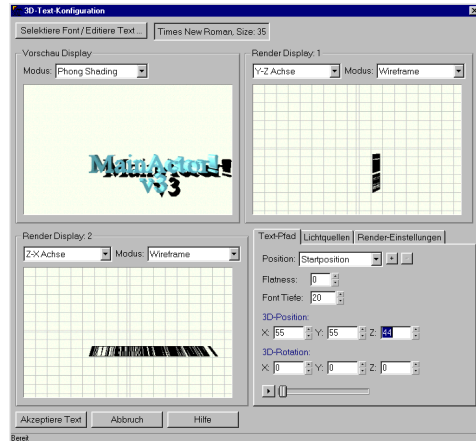 3D-Text-Konfiguration
Selektiere Font/Editiere Text ...
Times New Roman, Size: 35
Vorschau Display
Modus: Phong Shading
MainActor!
v3
Render Display: 1
Y-Z Achse Modus: Wireframe
Render Display: 2
Z-X Achse Modus: Wireframe
Text-Pfad Lichtquellen Render-Einstellungen
Position: Startposition + -
Flatness: 0
Font Tiefe: 20
3D-Position:
X: 55 Y: 55 Z: 44
3D-Rotation:
X: 0 Y: 0 Z: 0
Akzeptiere Text Abbruch Hilfe
Bereit